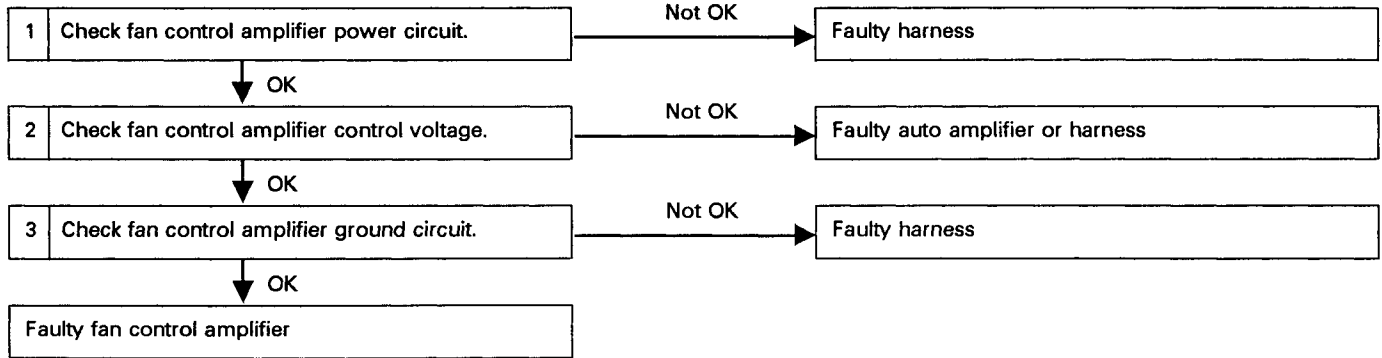 1 Check fan control amplifier power circuit.
Not OK
Faulty harness
OK
2 Check fan control amplifier control voltage.
Not OK
Faulty auto amplifier or harness
OK
3 Check fan control amplifier ground circuit.
Not OK
Faulty harness
OK
Faulty fan control amplifier